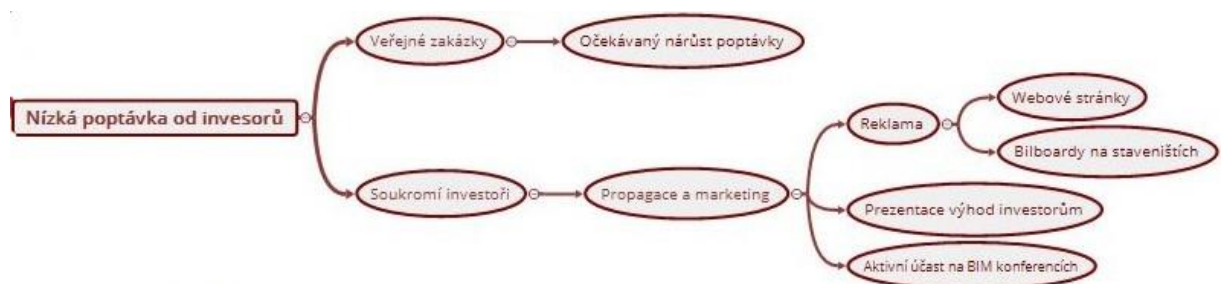 Nízká poptávka od invesorů
Veřejné zakázky
Očekávaný nárůst poptávky
Soukromí investoři
Propagace a marketing
Reklama
Webové stránky
Bilboardy na staveništích
Prezentace výhod investorům
Aktivní účast na BIM konferencích